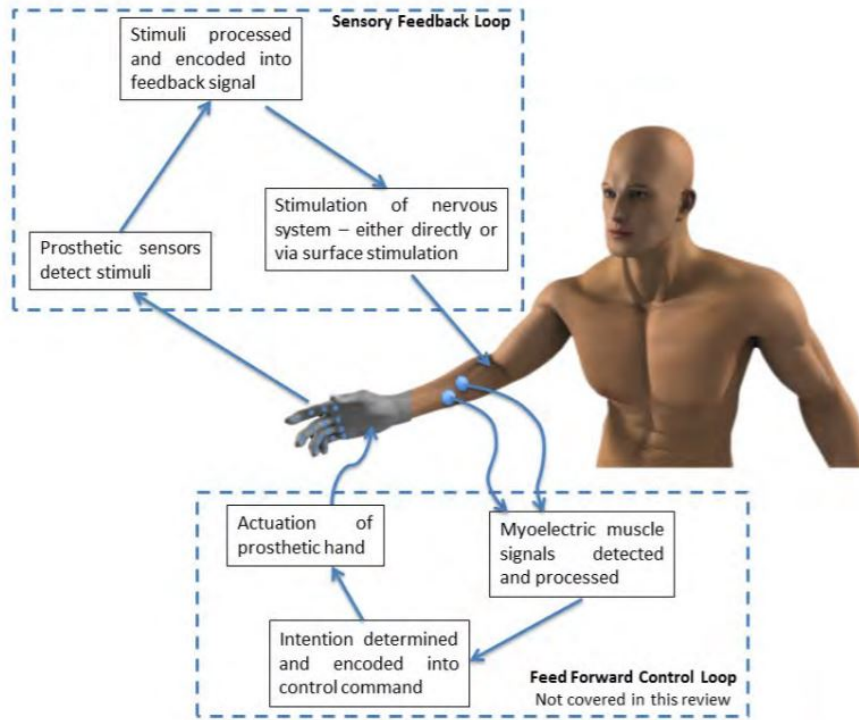 Sensory Feedback Loop
Stimuli processed
and encoded into
feedback signal
Stimulation of nervous
system – either directly or
via surface stimulation
Prosthetic sensors
detect stimuli
Actuation of
prosthetic hand
Myoelectric muscle
signals detected
and processed
Intention determined
and encoded into
control command
Feed Forward Control Loop
Not covered in this review